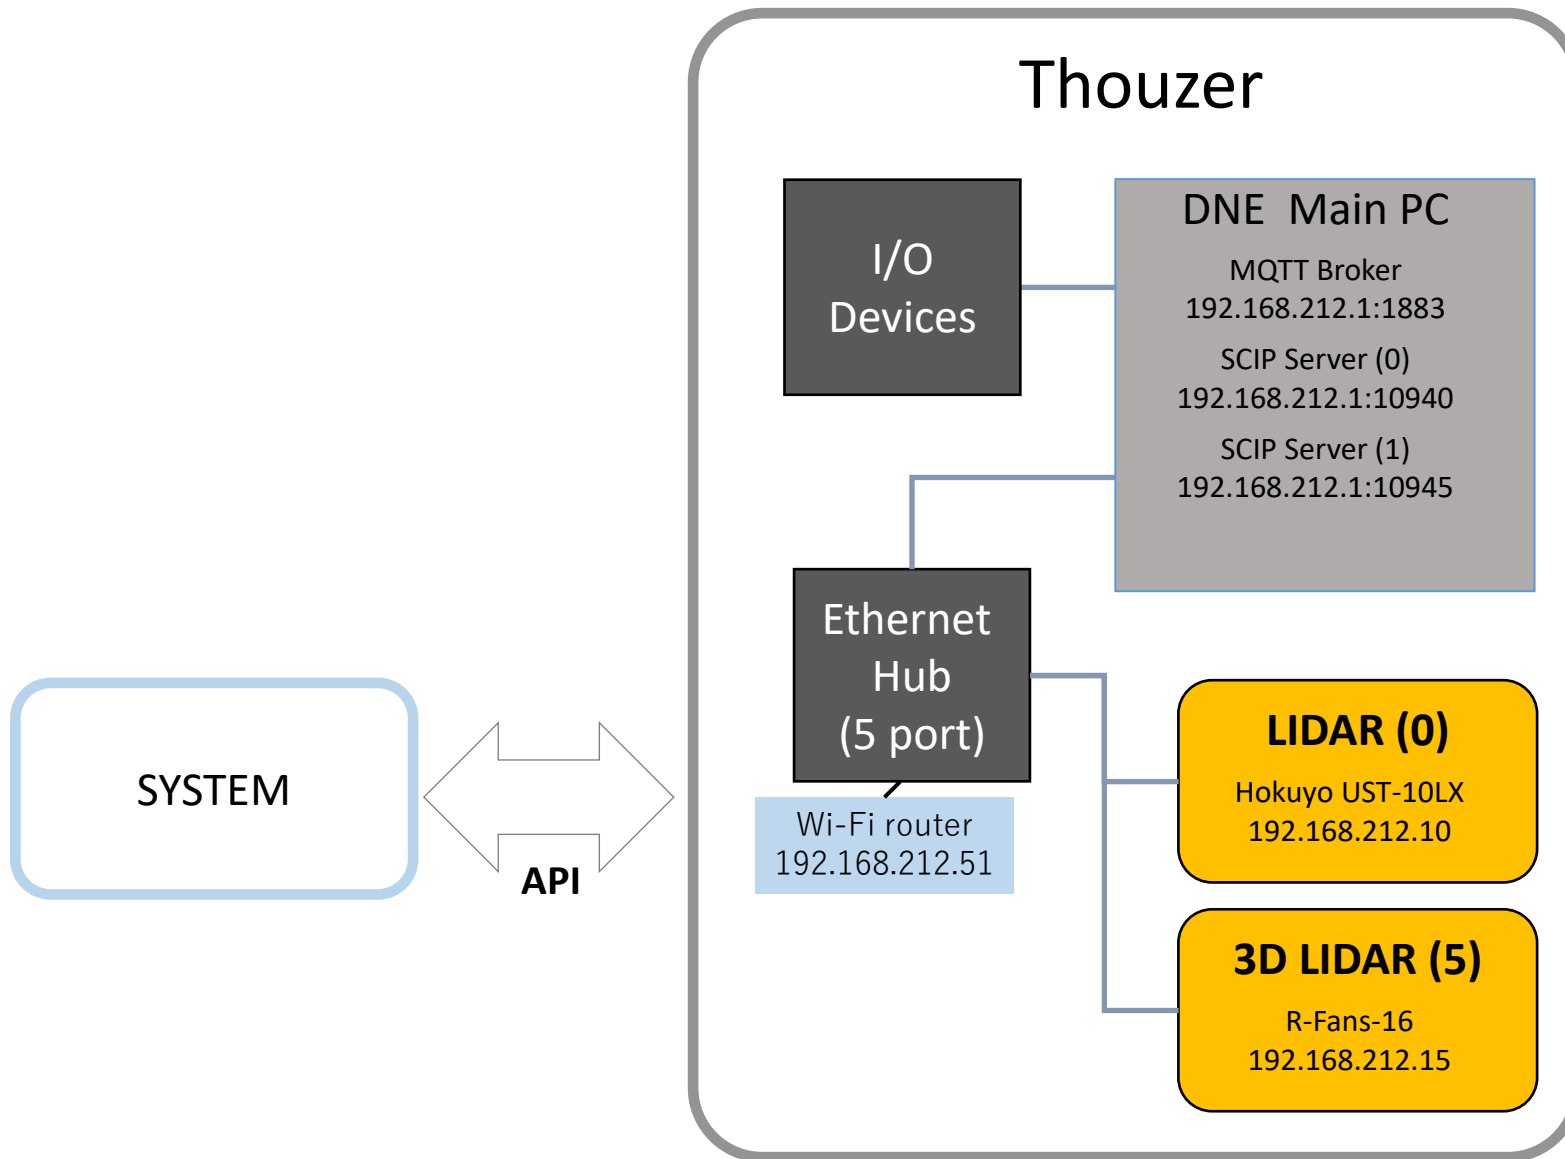 Thouzer
I/O
Devices
DNE  Main PC
MQTT Broker
192.168.212.1:1883
SCIP Server (0)
192.168.212.1:10940
SCIP Server (1)
192.168.212.1:10945
Ethernet
Hub
(5 port)
Wi-Fi router
192.168.212.51
SYSTEM
API
LIDAR (0)
Hokuyo UST-10LX
192.168.212.10
3D LIDAR (5)
R-Fans-16
192.168.212.15